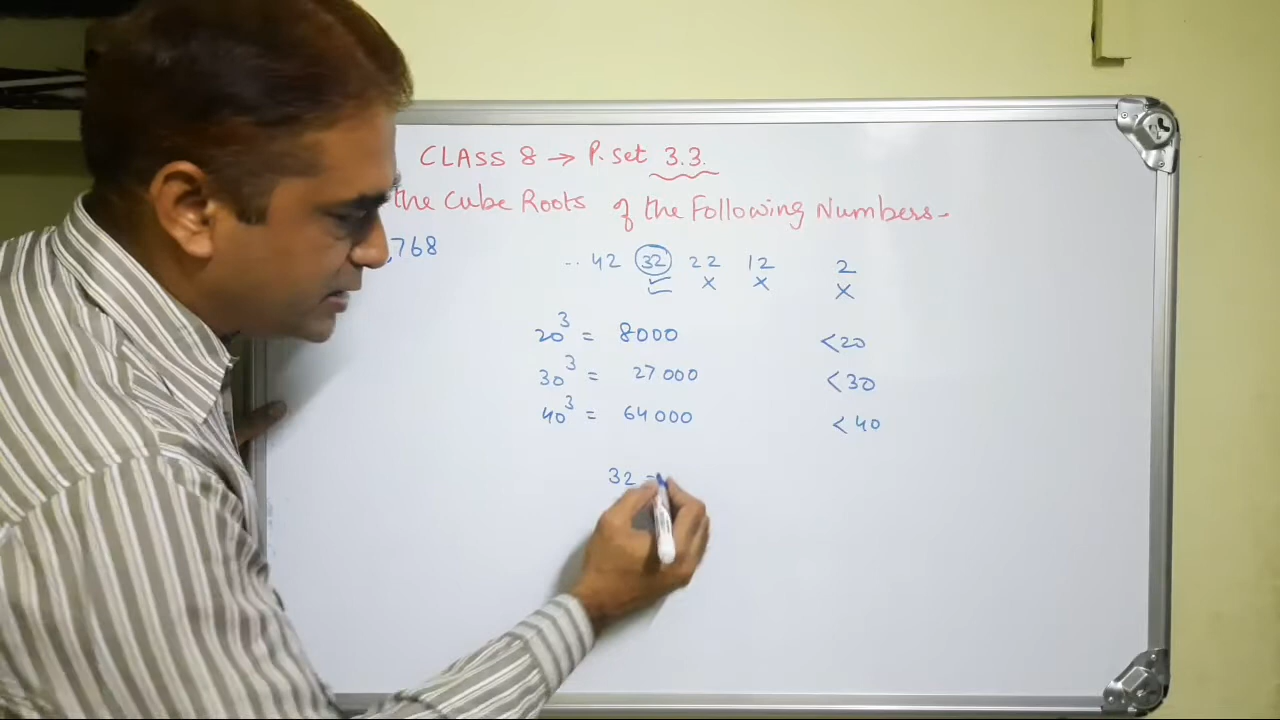 CLASS 8 → P. Set 3.3.
the Cube Roots of the Following Numbers.
,768
.. 42 32 22 12 2
✓ x x x
20³ = 8000 <20
30³ = 27000 <30
40³ = 64000 <40
32 =